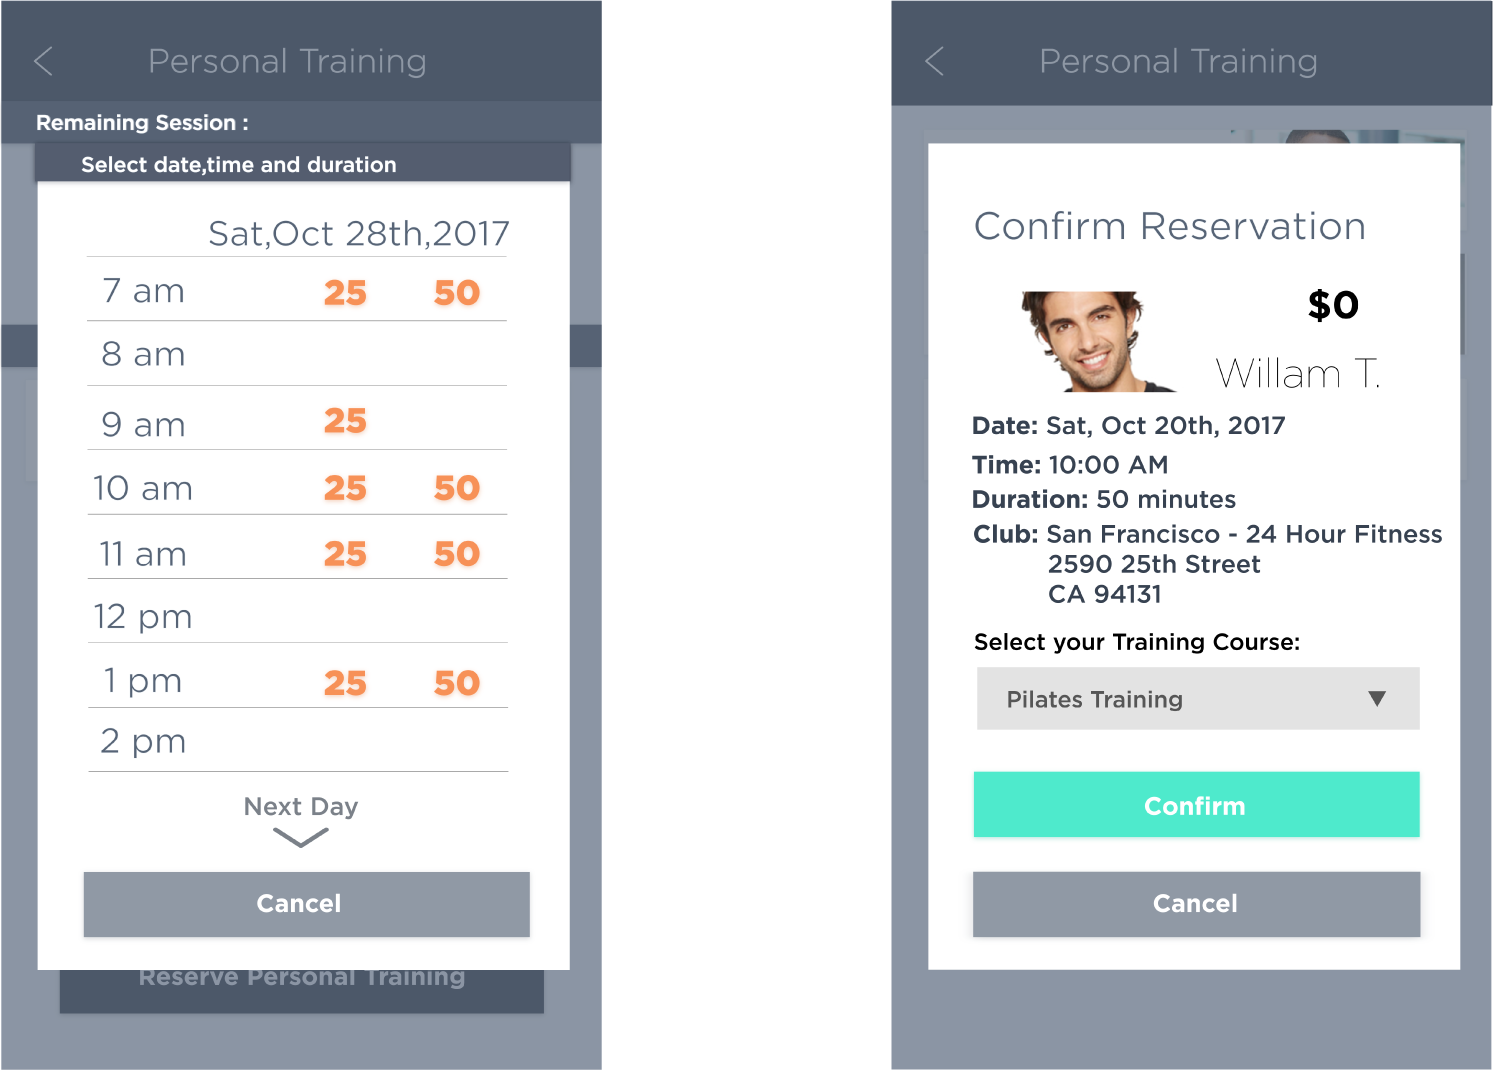 Personal Training
Remaining Session :
Select date,time and duration
Sat,Oct 28th,2017
7 am 25 50
8 am
9 am 25
10 am 25 50
11 am 25 50
12 pm
1 pm 25 50
2 pm
Next Day
Cancel
Reserve Personal Training
Personal Training
Confirm Reservation
$0
Willam T.
Date: Sat, Oct 20th, 2017
Time: 10:00 AM
Duration: 50 minutes
Club: San Francisco - 24 Hour Fitness
2590 25th Street
CA 94131
Select your Training Course:
Pilates Training
Confirm
Cancel